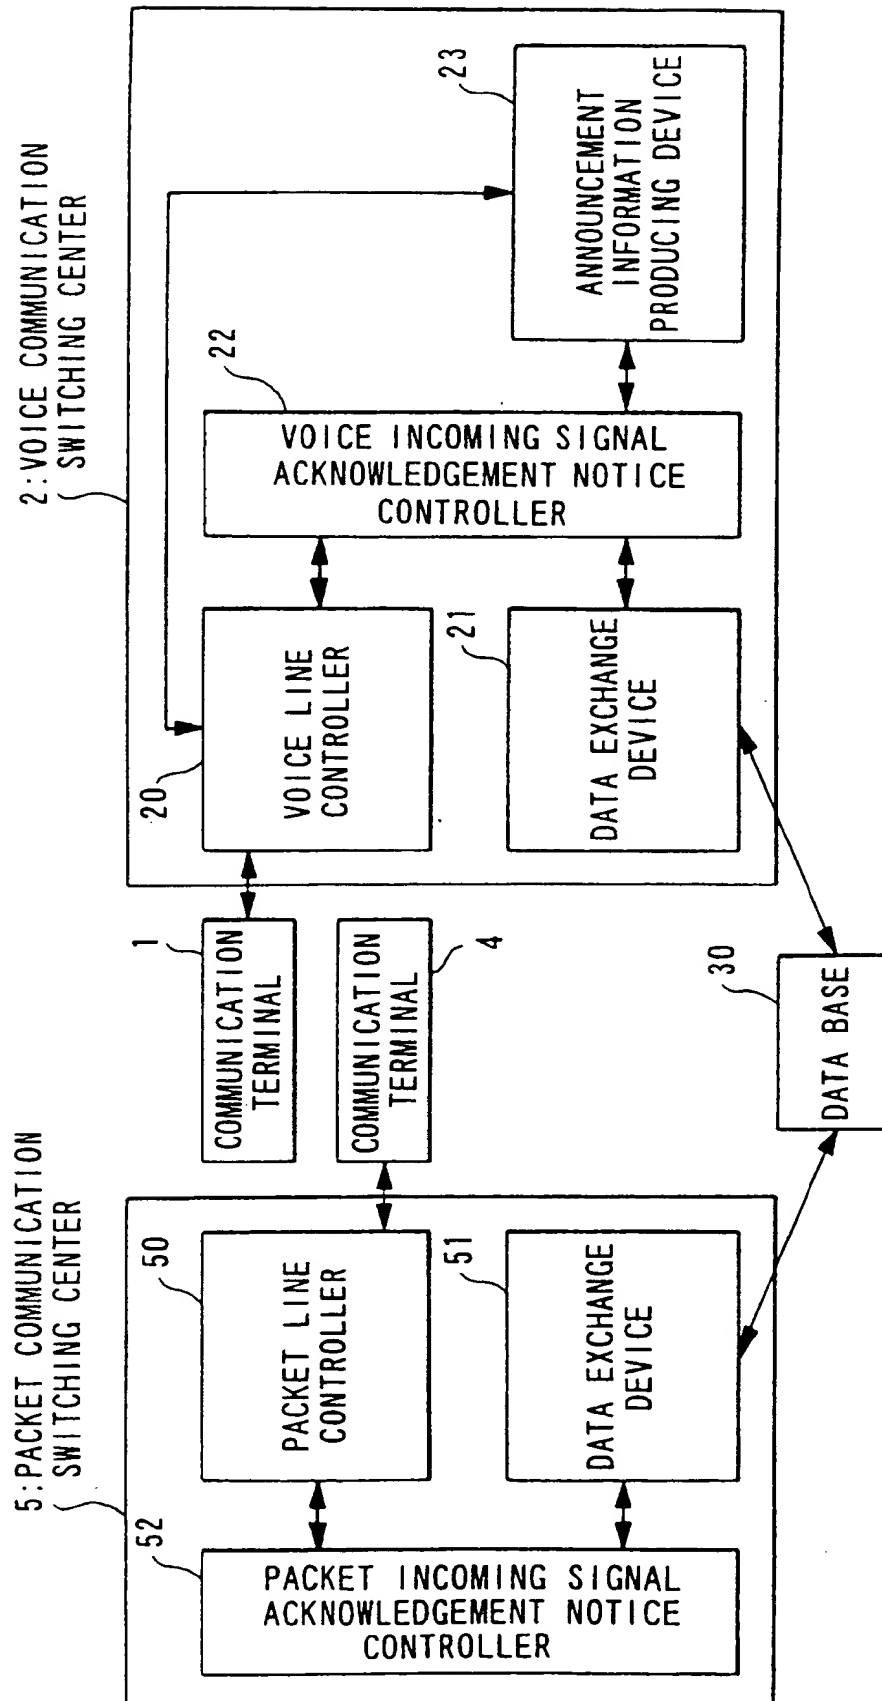 5:PACKET COMMUNICATION
SWITCHING CENTER
52
PACKET INCOMING SIGNAL
ACKNOWLEDGEMENT NOTICE
CONTROLLER
50
PACKET LINE
CONTROLLER
51
DATA EXCHANGE
DEVICE
1
COMMUNICATION
TERMINAL
4
COMMUNICATION
TERMINAL
30
DATA BASE
2:VOICE COMMUNICATION
SWITCHING CENTER
20
VOICE LINE
CONTROLLER
21
DATA EXCHANGE
DEVICE
22
VOICE INCOMING SIGNAL
ACKNOWLEDGEMENT NOTICE
CONTROLLER
23
ANNOUNCEMENT
INFORMATION
PRODUCING DEVICE